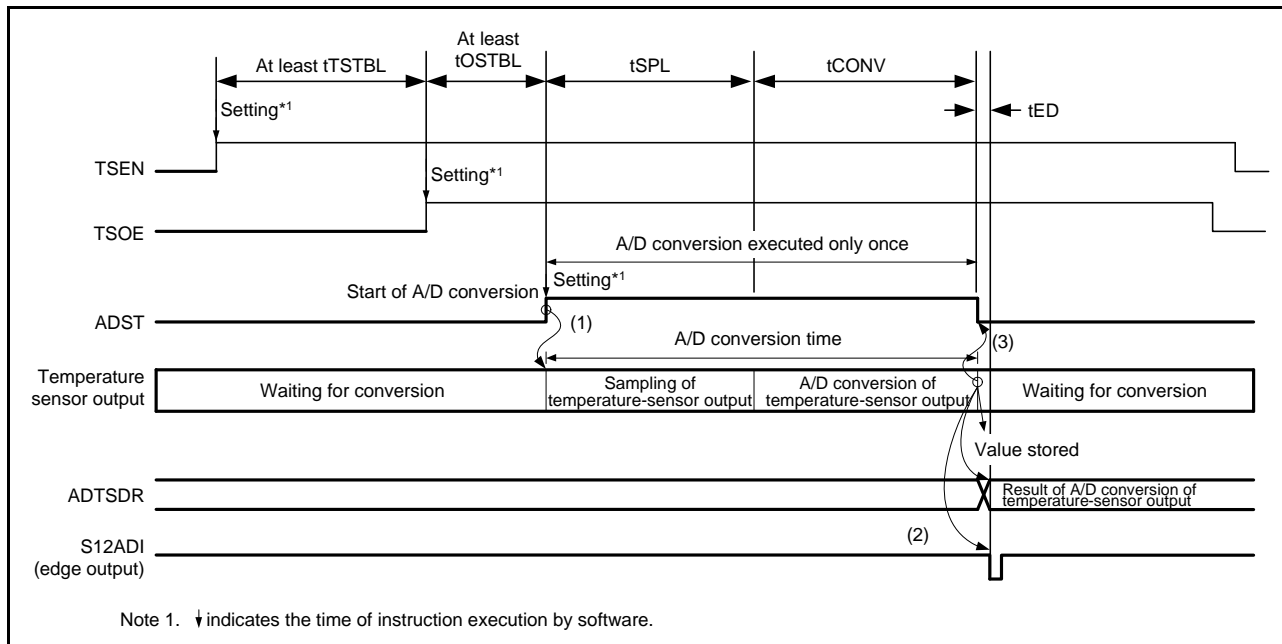 At least tTSTBL
At least
tOSTBL
tSPL
tCONV
tED
Setting*1
TSEN
Setting*1
TSOE
A/D conversion executed only once
Setting*1
Start of A/D conversion
ADST
(1)
A/D conversion time
(3)
Temperature
sensor output
Waiting for conversion
Sampling of
temperature-sensor output
A/D conversion of
temperature-sensor output
Waiting for conversion
Value stored
ADTSDR
Result of A/D conversion of
temperature-sensor output
S12ADI
(edge output)
(2)
Note 1. ↓ indicates the time of instruction execution by software.